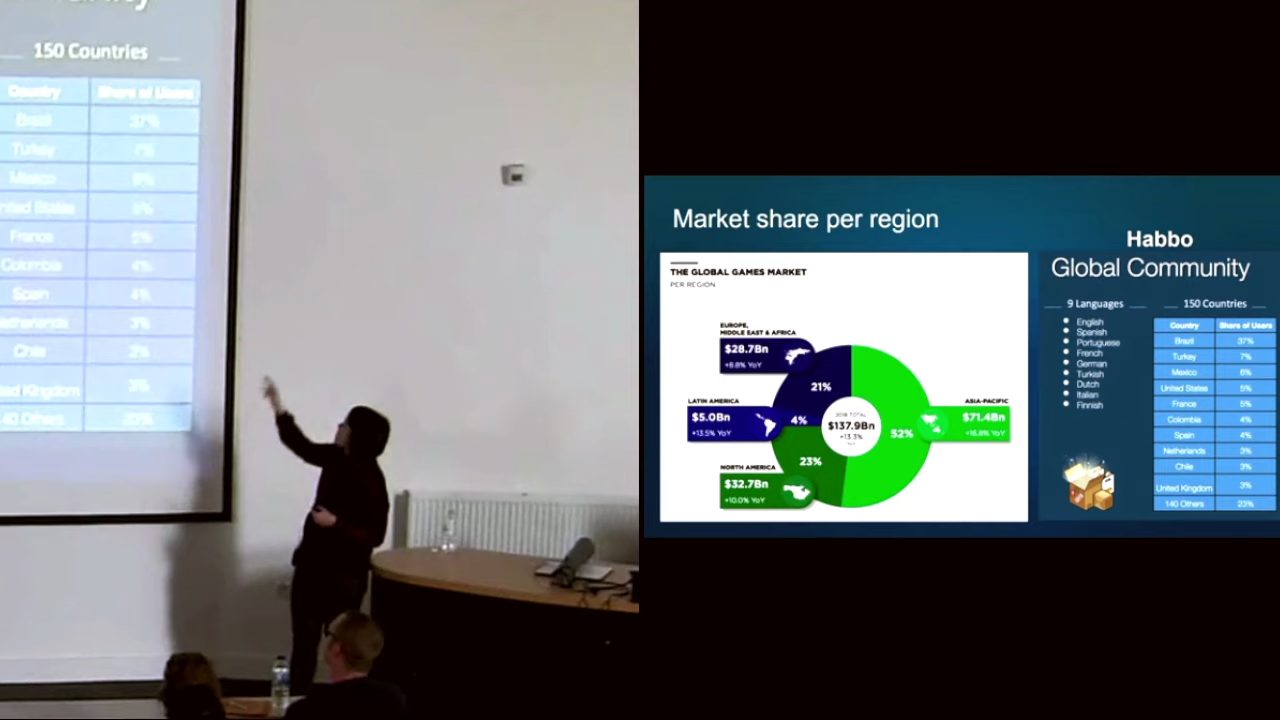 150 Countries
Country Share of Users
Brazil 37%
Turkey 7%
Mexico 6%
United States 5%
France 5%
Colombia 4%
Spain 4%
Netherlands 3%
Chile 3%
Kingdom 3%
140 Others 23%
Market share per region
THE GLOBAL GAMES MARKET
PER REGION
EUROPE,
MIDDLE EAST & AFRICA
$28.7Bn
+8.8% YoY
21%
LATIN AMERICA
$5.0Bn
+13.5% YoY
4%
2018 TOTAL
$137.9Bn
+13.3%
YoY
52%
ASIA-PACIFIC
$71.4Bn
+16.8% YoY
23%
NORTH AMERICA
$32.7Bn
+10.0% YoY
Habbo
Global Community
9 Languages
English
Spanish
Portuguese
French
German
Turkish
Dutch
Italian
Finnish
150 Countries
Country Share of Users
Brazil 37%
Turkey 7%
Mexico 6%
United States 5%
France 5%
Colombia 4%
Spain 4%
Netherlands 3%
Chile 3%
United Kingdom 3%
140 Others 23%